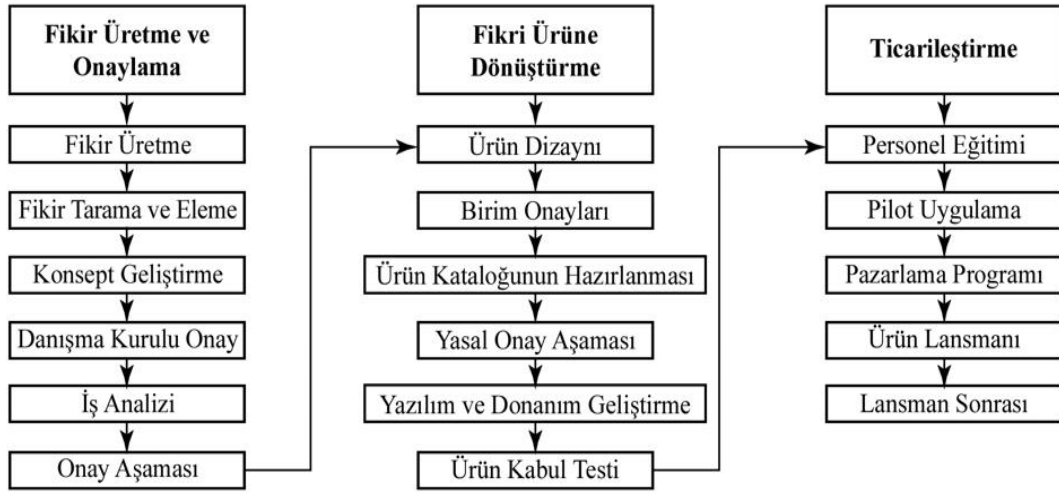 Fikir Üretme ve
Onaylama
Fikir Üretme
Fikir Tarama ve Eleme
Konsept Geliştirme
Danışma Kurulu Onay
İş Analizi
Onay Aşaması
Fikri Ürüne
Dönüştürme
Ürün Dizaynı
Birim Onayları
Ürün Kataloğunun Hazırlanması
Yasal Onay Aşaması
Yazılım ve Donanım Geliştirme
Ürün Kabul Testi
Ticarileştirme
Personel Eğitimi
Pilot Uygulama
Pazarlama Programı
Ürün Lansmanı
Lansman Sonrası